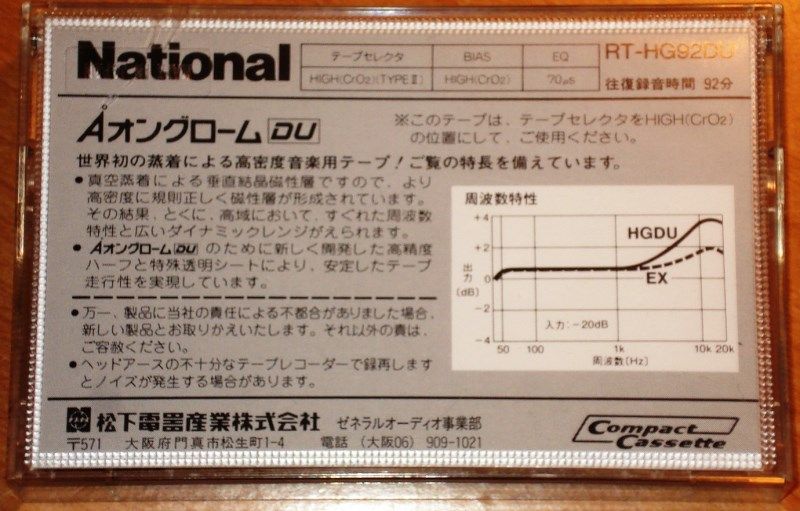 National
テープセレクタ BIAS EQ
HIGH(CrO2)(TYPEⅡ) HIGH(CrO2) 70μs
RT-HG92DU
往復録音時間 92分
Åオングローム DU
※このテープは、テープセレクタをHIGH(CrO2)
の位置にして、ご使用ください。
世界初の蒸着による高密度音楽用テープ!ご覧の特長を備えています。
●真空蒸着による垂直結晶磁性層ですので、より
高密度に規則正しく磁性層が形成されています。
その結果、とくに、高域において、すぐれた周波数
特性と広いダイナミックレンジがえられます。
●Åオングローム DU のために新しく開発した高精度
ハーフと特殊透明シートにより、安定したテープ
走行性を実現しています。
●万一、製品に当社の責任による不都合がありました場合、
新しい製品とお取りかえいたします。それ以外の責は、
ご容赦ください。
●ヘッドアースの不十分なテープレコーダーで録再します
とノイズが発生する場合があります。
周波数特性
+4
+2
0
−2
−4
出力
(dB)
HGDU
EX
入力:−20dB
50 100 1k 10k 20k
周波数(Hz)
松下電器産業株式会社 ゼネラルオーディオ事業部
〒571 大阪府門真市松生町1-4 電話 (大阪06) 909-1021
Compact
Cassette